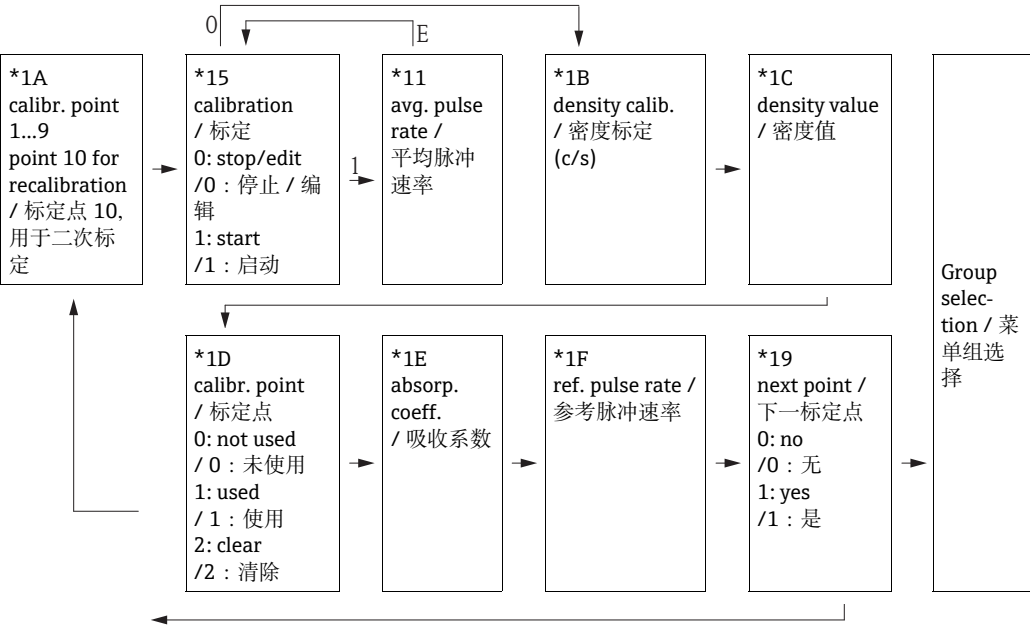 0
E
*1A
calibr. point
1...9
point 10 for
recalibration
/ 标定点 10,
用于二次标
定
*15
calibration
/ 标定
0: stop/edit
/0：停止 / 编
辑
1: start
/1：启动
1
*11
avg. pulse
rate /
平均脉冲
速率
*1B
density calib.
/ 密度标定
(c/s)
*1C
density value
/ 密度值
Group
selec-
tion / 菜
单组选
择
*1D
calibr. point
/ 标定点
0: not used
/ 0：未使用
1: used
/ 1：使用
2: clear
/2：清除
*1E
absorp.
coeff.
/ 吸收系数
*1F
ref. pulse rate /
参考脉冲速率
*19
next point /
下一标定点
0: no
/0：无
1: yes
/1：是